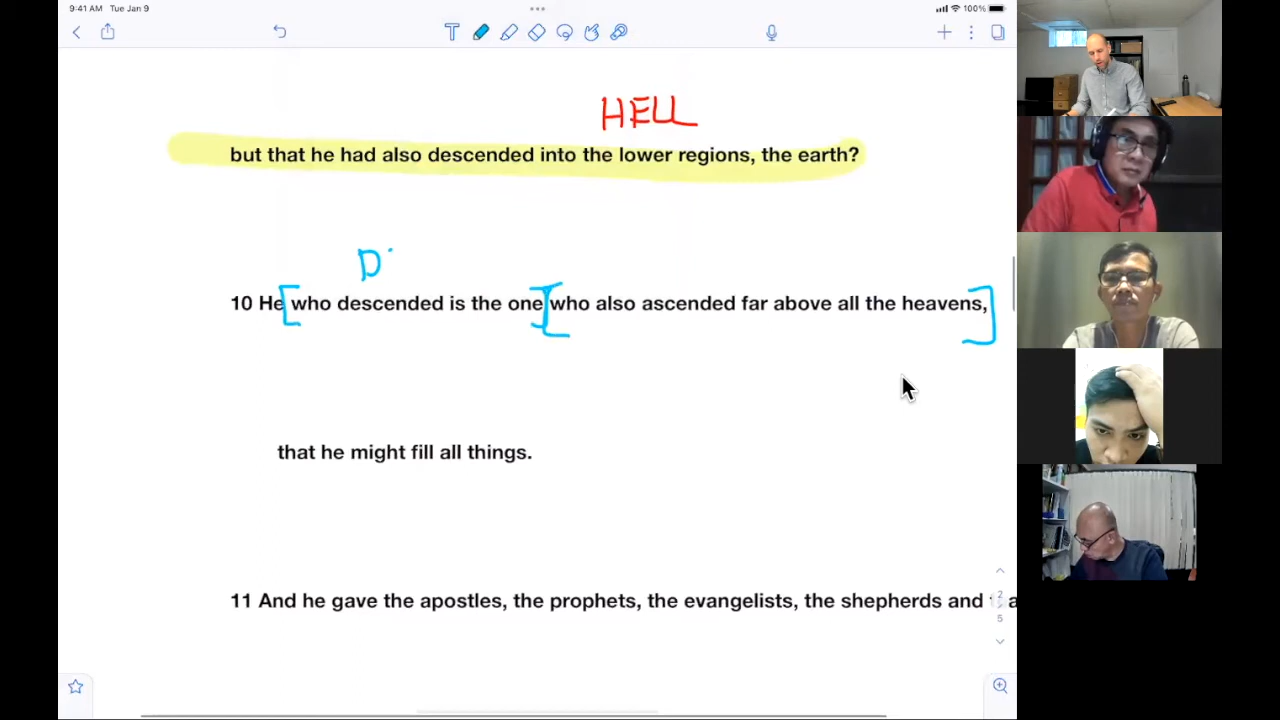 9:41 AM Tue Jan 9
100%
HELL
but that he had also descended into the lower regions, the earth?
D
10 He who descended is the one who also ascended far above all the heavens,
that he might fill all things.
11 And he gave the apostles, the prophets, the evangelists, the shepherds and
2
5